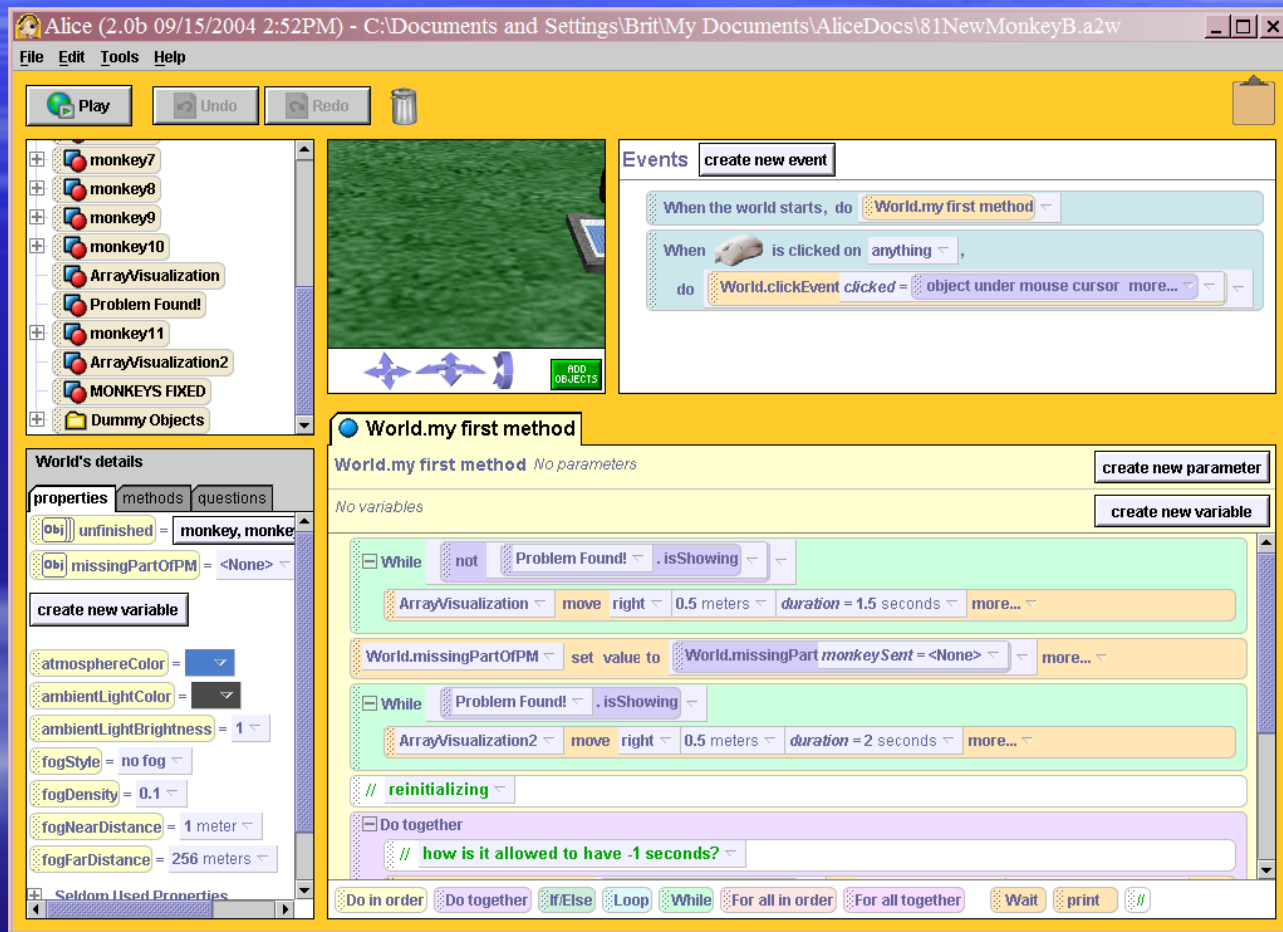 Alice (2.0b 09/15/2004 2:52PM) - C:\Documents and Settings\Brit\My Documents\AliceDocs\81NewMonkeyB.a2w
File Edit Tools Help
Play Undo Redo
monkey7
monkey8
monkey9
monkey10
ArrayVisualization
Problem Found!
monkey11
ArrayVisualization2
MONKEYS FIXED
Dummy Objects
ADD
OBJECTS
Events create new event
When the world starts, do World.my first method
When is clicked on anything ,
do World.clickEvent clicked = object under mouse cursor more...
World's details
properties methods questions
Obj unfinished = monkey, monke
Obj missingPartOfPM = <None>
create new variable
atmosphereColor =
ambientLightColor =
ambientLightBrightness = 1
fogStyle = no fog
fogDensity = 0.1
fogNearDistance = 1 meter
fogFarDistance = 256 meters
Seldom Used Properties
World.my first method
World.my first method No parameters create new parameter
No variables create new variable
While not Problem Found! . isShowing
ArrayVisualization move right 0.5 meters duration = 1.5 seconds more...
World.missingPartOfPM set value to World.missingPart monkeySent = <None> more...
While Problem Found! . isShowing
ArrayVisualization2 move right 0.5 meters duration = 2 seconds more...
// reinitializing
Do together
// how is it allowed to have -1 seconds?
Do in order Do together If/Else Loop While For all in order For all together Wait print //